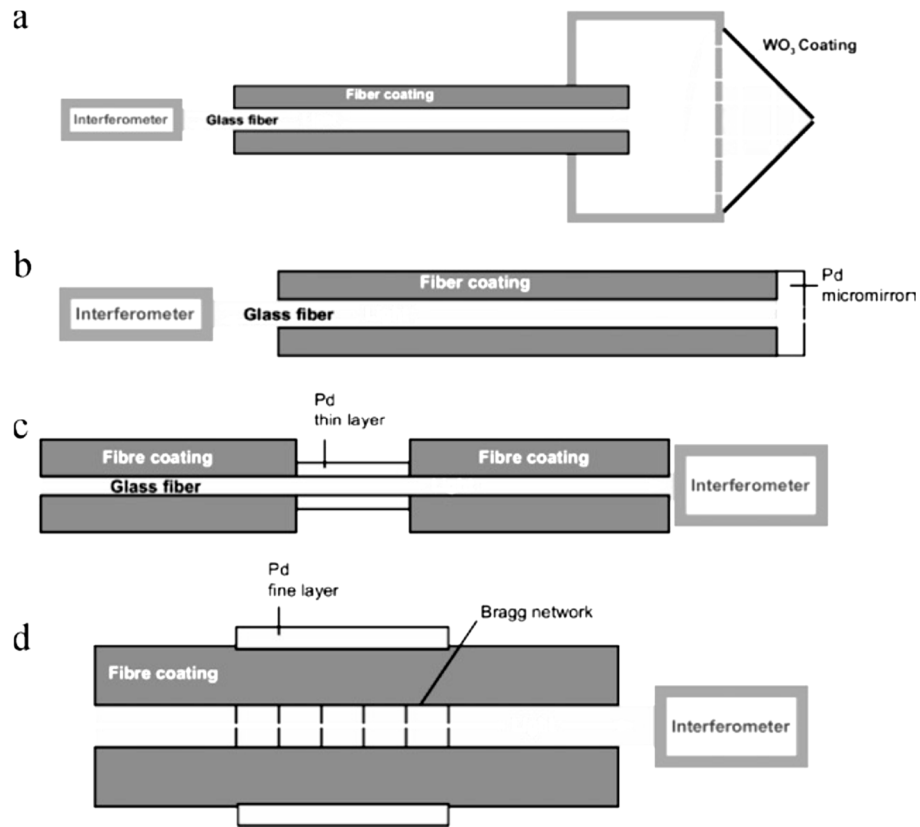 a
WO₃ Coating
Fiber coating
Interferometer
Glass fiber
b
Fiber coating
Pd
micromirror
Interferometer
Glass fiber
Pd
thin layer
c
Fibre coating
Fibre coating
Glass fiber
Interferometer
Pd
fine layer
Bragg network
d
Fibre coating
Interferometer